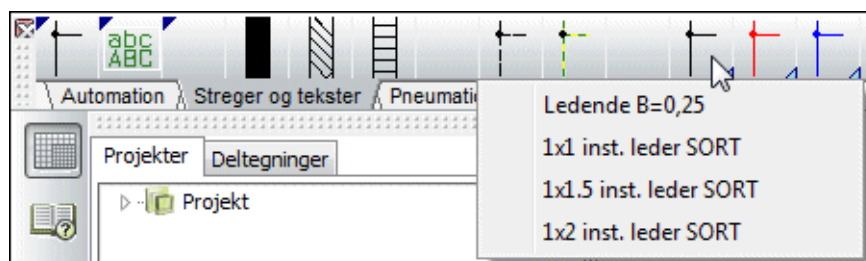 abc
ABC
Automation
Streger og tekster
Pneumati
Ledende B=0,25
1x1 inst. leder SORT
1x1.5 inst. leder SORT
1x2 inst. leder SORT
Projekter
Deltegninger
Projekt